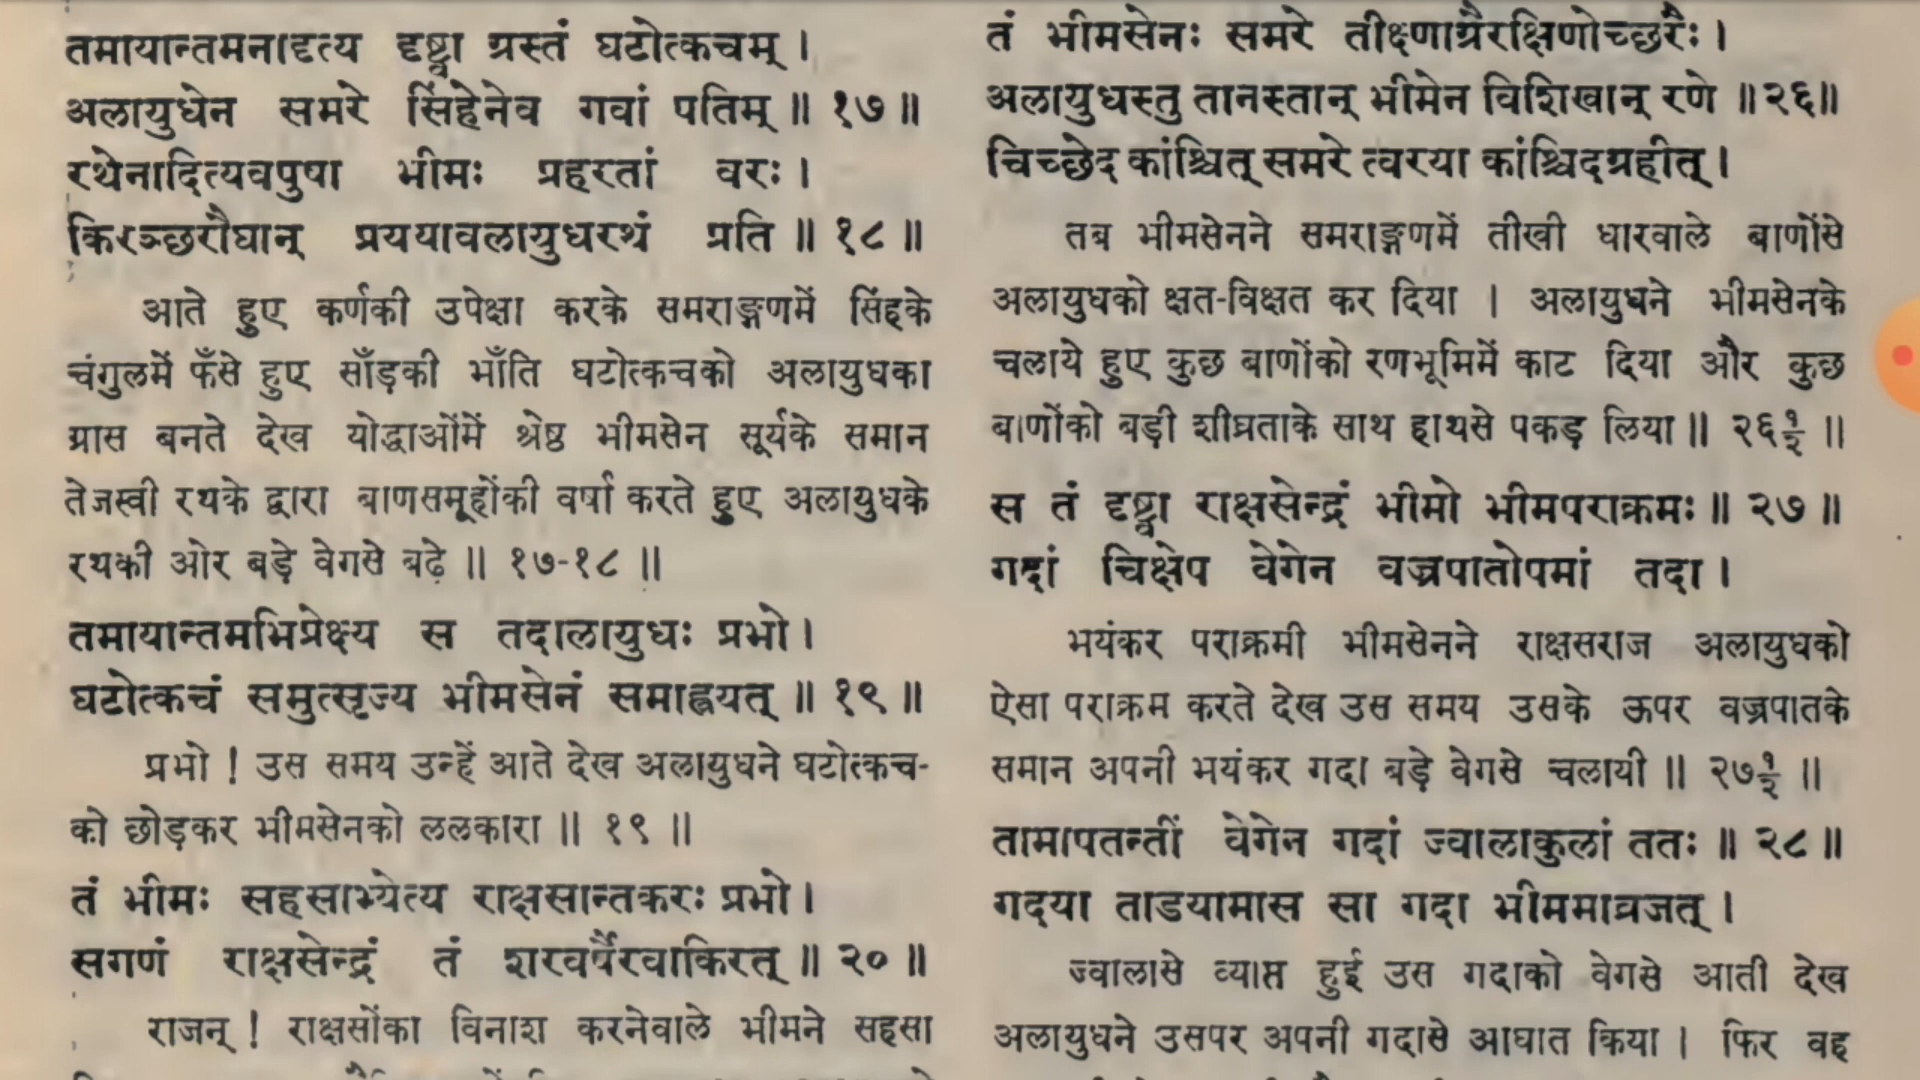 तमायान्तमनादृत्य दृष्ट्वा ग्रस्तं घटोत्कचम् ।
अलायुधेन समरे सिंहेनेव गवां पतिम् ॥ १७ ॥
रथेनादित्यवपुषा भीमः प्रहरतां वरः ।
किरञ्छरौघान् प्रययावलायुधरथं प्रति ॥ १८ ॥
आते हुए कर्णकी उपेक्षा करके समराङ्गणमें सिंहके
चंगुलमें फँसे हुए साँड़की भाँति घटोत्कचको अलायुधका
ग्रास बनते देख योद्धाओंमें श्रेष्ठ भीमसेन सूर्यके समान
तेजस्वी रथके द्वारा बाणसमूहोंकी वर्षा करते हुए अलायुधके
रथकी ओर बड़े वेगसे बढ़े ॥ १७-१८ ॥
तमायान्तमभिप्रेक्ष्य स तदालायुधः प्रभो ।
घटोत्कचं समुत्सृज्य भीमसेनं समाह्वयत् ॥ १९ ॥
प्रभो ! उस समय उन्हें आते देख अलायुधने घटोत्कच-
को छोड़कर भीमसेनको ललकारा ॥ १९ ॥
तं भीमः सहसाभ्येत्य राक्षसान्तकरः प्रभो ।
सगणं राक्षसेन्द्रं तं शरवर्षैरवाकिरत् ॥ २० ॥
राजन् ! राक्षसोंका विनाश करनेवाले भीमने सहसा
तं भीमसेनः समरे तीक्ष्णाग्रैरक्षिणोच्छरैः ।
अलायुधस्तु तानस्तान् भीमेन विशिखान् रणे ॥ २६॥
चिच्छेद कांश्चित् समरे त्वरया कांश्चिदग्रहीत् ।
तब भीमसेनने समराङ्गणमें तीखी धारवाले बाणोंसे
अलायुधको क्षत-विक्षत कर दिया । अलायुधने भीमसेनके
चलाये हुए कुछ बाणोंको रणभूमिमें काट दिया और कुछ
बाणोंको बड़ी शीघ्रताके साथ हाथसे पकड़ लिया ॥ २६१/२ ॥
स तं दृष्ट्वा राक्षसेन्द्रं भीमो भीमपराक्रमः ॥ २७ ॥
गदां चिक्षेप वेगेन वज्रपातोपमां तदा ।
भयंकर पराक्रमी भीमसेनने राक्षसराज अलायुधको
ऐसा पराक्रम करते देख उस समय उसके ऊपर वज्रपातके
समान अपनी भयंकर गदा बड़े वेगसे चलायी ॥ २७१/२ ॥
तामापतन्तीं वेगेन गदां ज्वालाकुलां ततः ॥ २८ ॥
गदया ताडयामास सा गदा भीममाव्रजत् ।
ज्वालासे व्याप्त हुई उस गदाको वेगसे आती देख
अलायुधने उसपर अपनी गदासे आघात किया । फिर वह